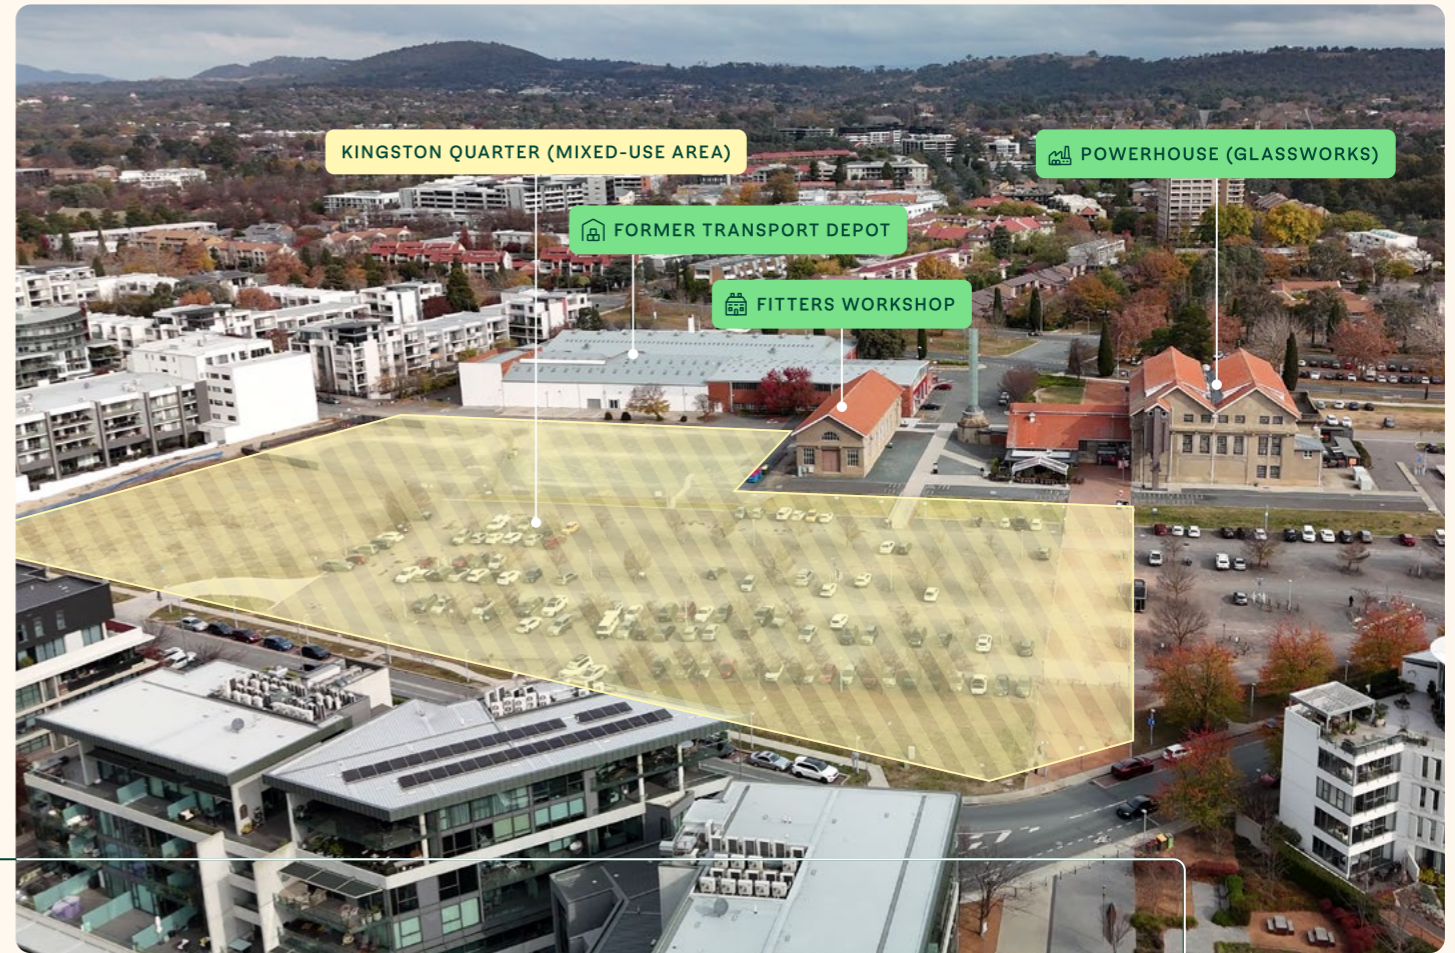 KINGSTON QUARTER (MIXED-USE AREA)
POWERHOUSE (GLASSWORKS)
FORMER TRANSPORT DEPOT
FITTERS WORKSHOP